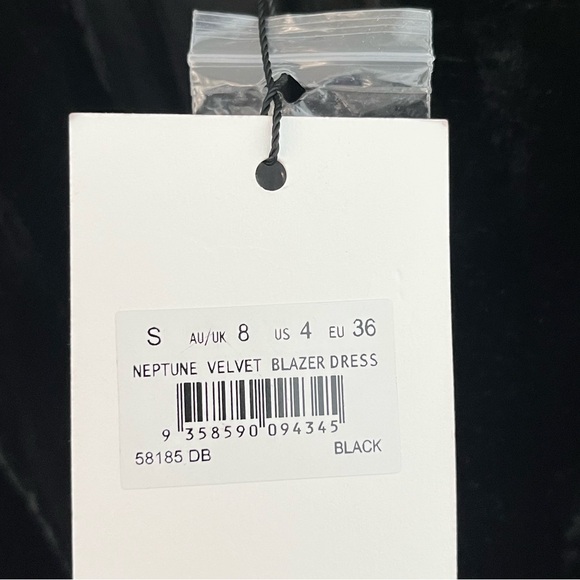 S AU/UK 8 US 4 EU 36
NEPTUNE VELVET BLAZER DRESS
9 358590 094345
58185 DB BLACK